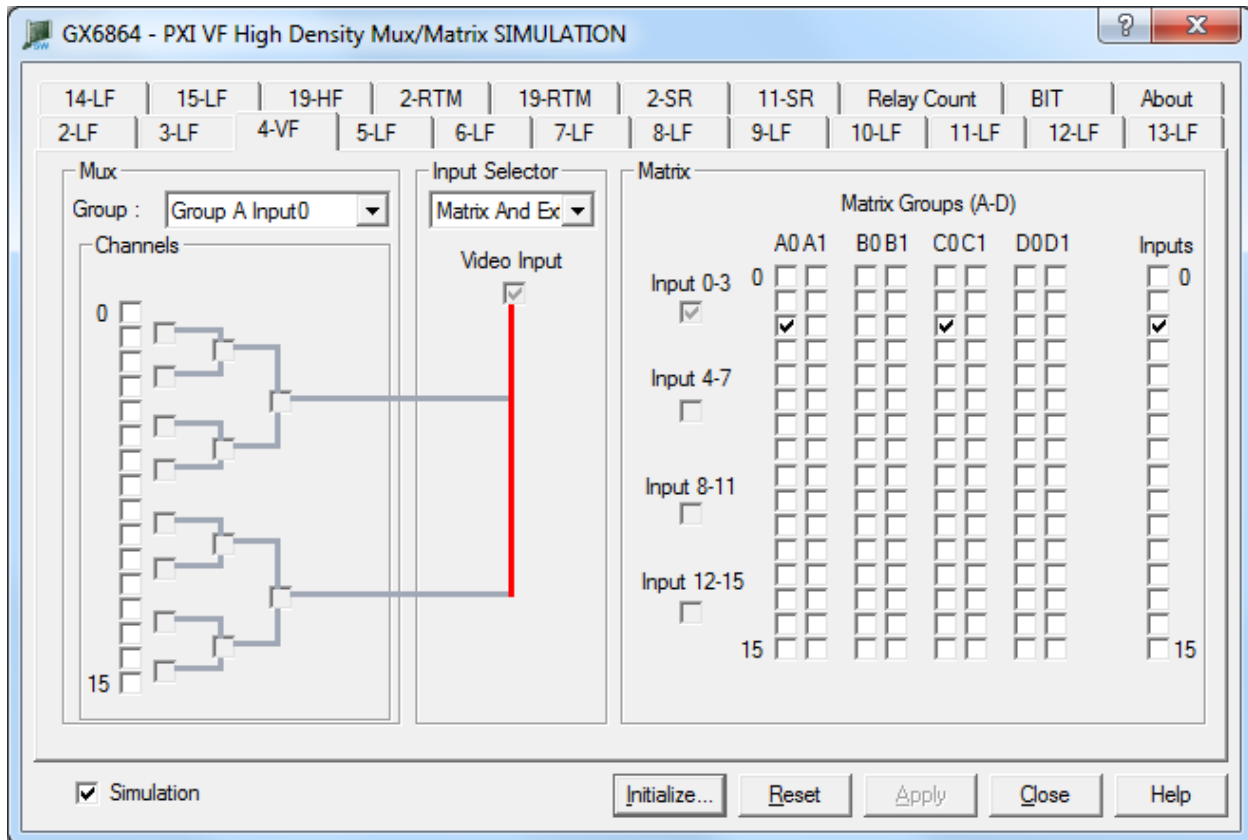 GX6864 - PXI VF High Density Mux/Matrix SIMULATION
14-LF 15-LF 19-HF 2-RTM 19-RTM 2-SR 11-SR Relay Count BIT About
2-LF 3-LF 4-VF 5-LF 6-LF 7-LF 8-LF 9-LF 10-LF 11-LF 12-LF 13-LF
Mux
Group : Group A Input0
Channels
0
15
Input Selector
Matrix And Ex
Video Input
Matrix
Matrix Groups (A-D)
A0 A1 B0 B1 C0 C1 D0 D1 Inputs
Input 0-3 0 0
Input 4-7
Input 8-11
Input 12-15
15 15
Simulation Initialize... Reset Apply Close Help